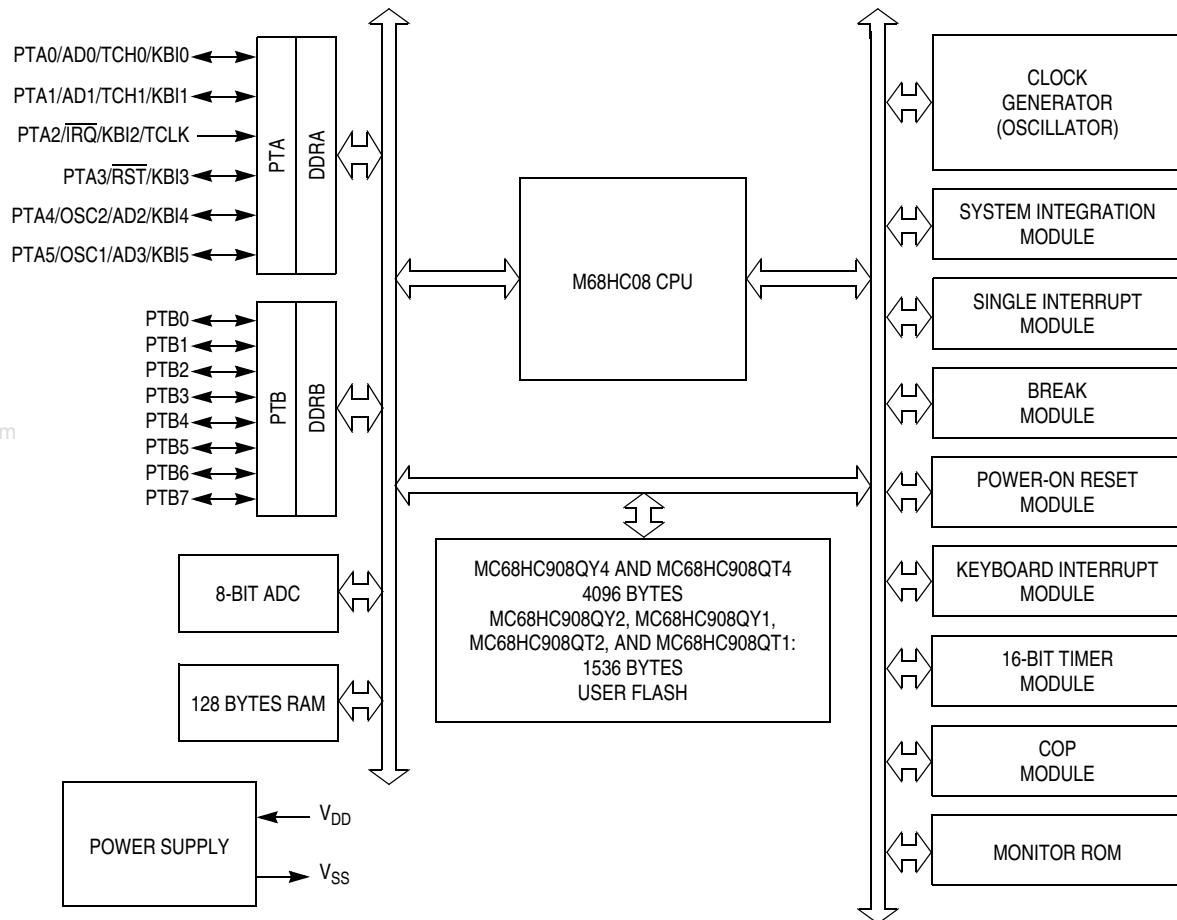 PTA0/AD0/TCH0/KBI0
PTA1/AD1/TCH1/KBI1
PTA2/IRQ/KBI2/TCLK
PTA3/RST/KBI3
PTA4/OSC2/AD2/KBI4
PTA5/OSC1/AD3/KBI5
PTA
DDRA
PTB0
PTB1
PTB2
PTB3
PTB4
PTB5
PTB6
PTB7
PTB
DDRB
m
8-BIT ADC
128 BYTES RAM
POWER SUPPLY
VDD
VSS
M68HC08 CPU
MC68HC908QY4 AND MC68HC908QT4
4096 BYTES
MC68HC908QY2, MC68HC908QY1,
MC68HC908QT2, AND MC68HC908QT1:
1536 BYTES
USER FLASH
CLOCK
GENERATOR
(OSCILLATOR)
SYSTEM INTEGRATION
MODULE
SINGLE INTERRUPT
MODULE
BREAK
MODULE
POWER-ON RESET
MODULE
KEYBOARD INTERRUPT
MODULE
16-BIT TIMER
MODULE
COP
MODULE
MONITOR ROM